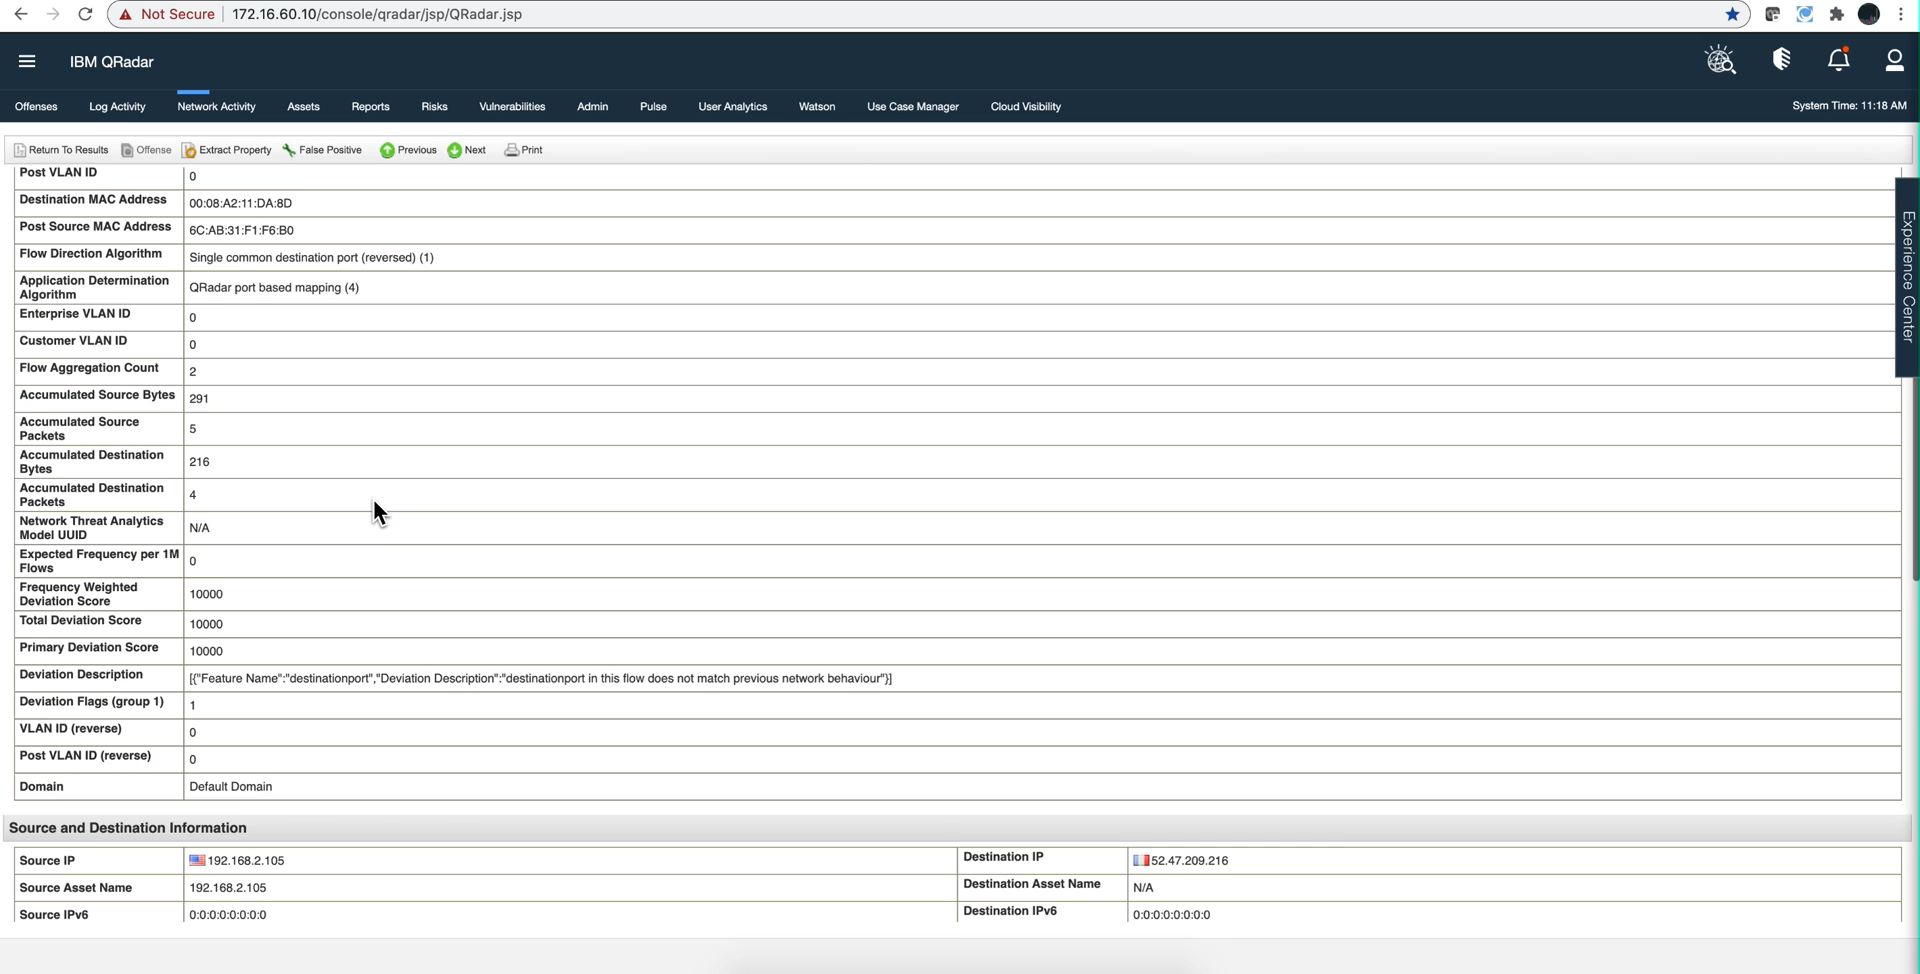 Not Secure 172.16.60.10/console/qradar/jsp/QRadar.jsp
IBM QRadar
Offenses Log Activity Network Activity Assets Reports Risks Vulnerabilities Admin Pulse User Analytics Watson Use Case Manager Cloud Visibility System Time: 11:18 AM
Return To Results Offense Extract Property False Positive Previous Next Print
Post VLAN ID 0
Destination MAC Address 00:08:A2:11:DA:8D
Post Source MAC Address 6C:AB:31:F1:F6:B0
Flow Direction Algorithm Single common destination port (reversed) (1)
Application Determination
Algorithm QRadar port based mapping (4)
Enterprise VLAN ID 0
Customer VLAN ID 0
Flow Aggregation Count 2
Accumulated Source Bytes 291
Accumulated Source
Packets 5
Accumulated Destination
Bytes 216
Accumulated Destination
Packets 4
Network Threat Analytics
Model UUID N/A
Expected Frequency per 1M
Flows 0
Frequency Weighted
Deviation Score 10000
Total Deviation Score 10000
Primary Deviation Score 10000
Deviation Description [{"Feature Name":"destinationport","Deviation Description":"destinationport in this flow does not match previous network behaviour"}]
Deviation Flags (group 1) 1
VLAN ID (reverse) 0
Post VLAN ID (reverse) 0
Domain Default Domain
Source and Destination Information
Source IP 192.168.2.105 Destination IP 52.47.209.216
Source Asset Name 192.168.2.105 Destination Asset Name N/A
Source IPv6 0:0:0:0:0:0:0:0 Destination IPv6 0:0:0:0:0:0:0:0
Experience Center